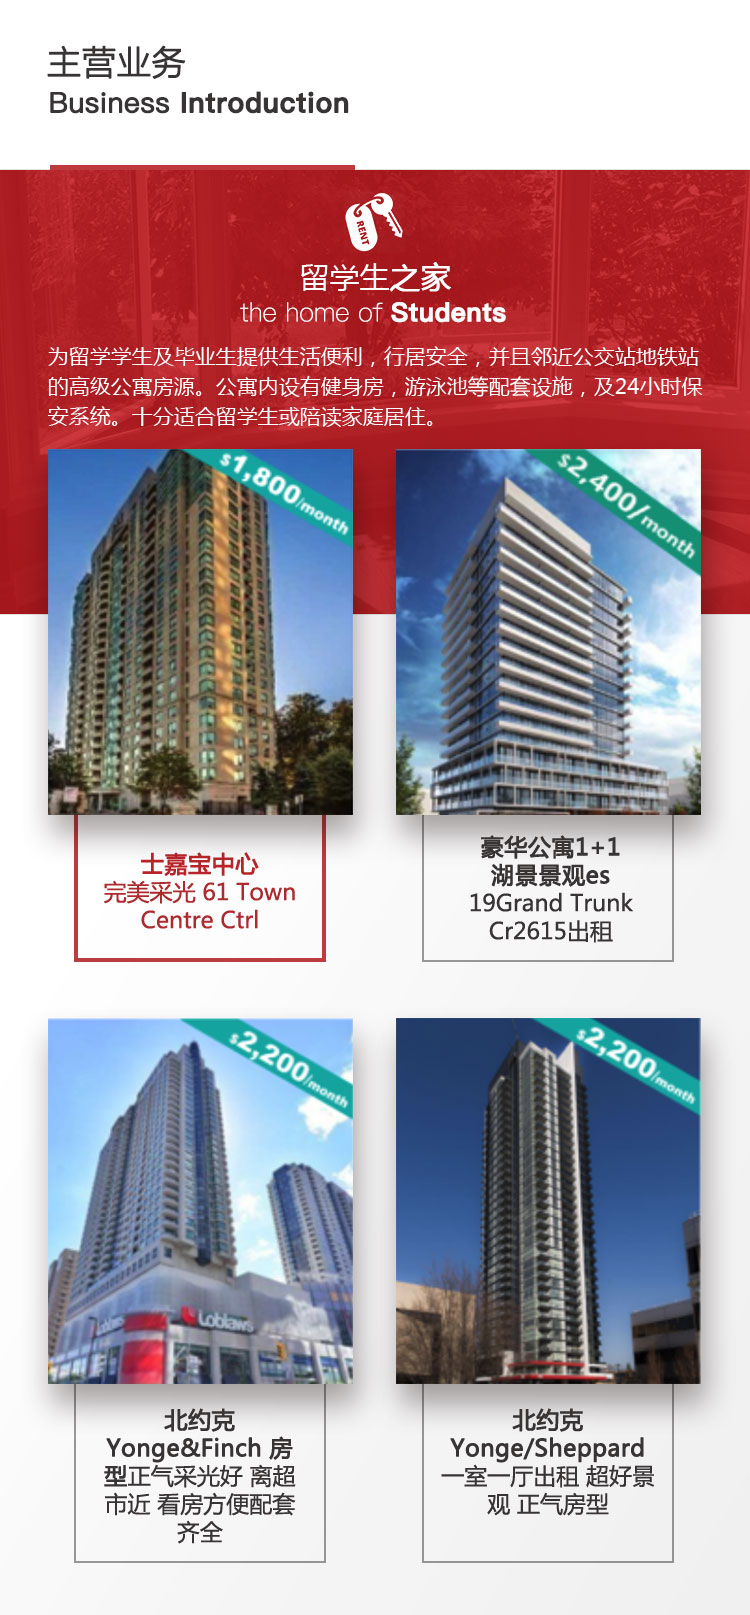 主营业务
Business Introduction
RENT
留学生之家
the home of Students
为留学学生及毕业生提供生活便利，行居安全，并且邻近公交站地铁站
的高级公寓房源。公寓内设有健身房，游泳池等配套设施，及24小时保
安系统。十分适合留学生或陪读家庭居住。
$1,800/month
$2,400/month
士嘉宝中心
完美采光 61 Town
Centre Ctrl
豪华公寓1+1
湖景景观es
19Grand Trunk
Cr2615出租
$2,200/month
$2,200/month
Loblaws
北约克
Yonge&Finch 房
型正气采光好 离超
市近 看房方便配套
齐全
北约克
Yonge/Sheppard
一室一厅出租 超好景
观 正气房型